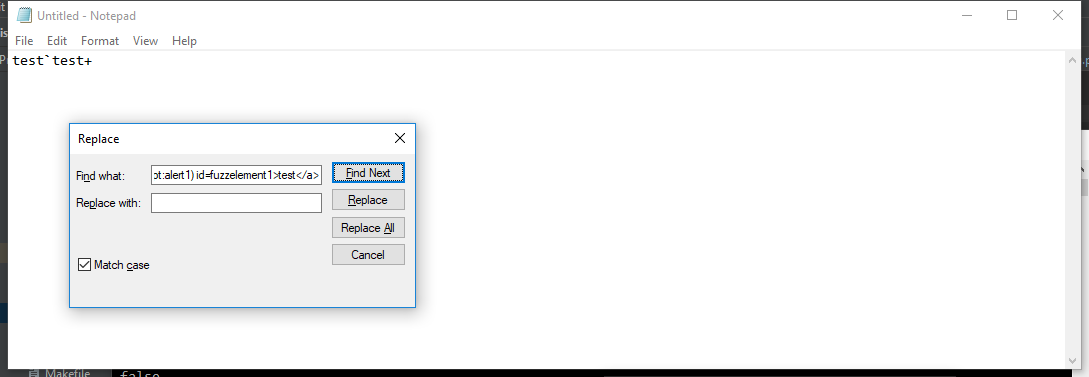 Untitled - Notepad
File Edit Format View Help
test`test+
Replace
Find what: pt:alert1) id=fuzzelement1>test</a> Find Next
Replace with: Replace
Replace All
Cancel
Match case
Makefile false